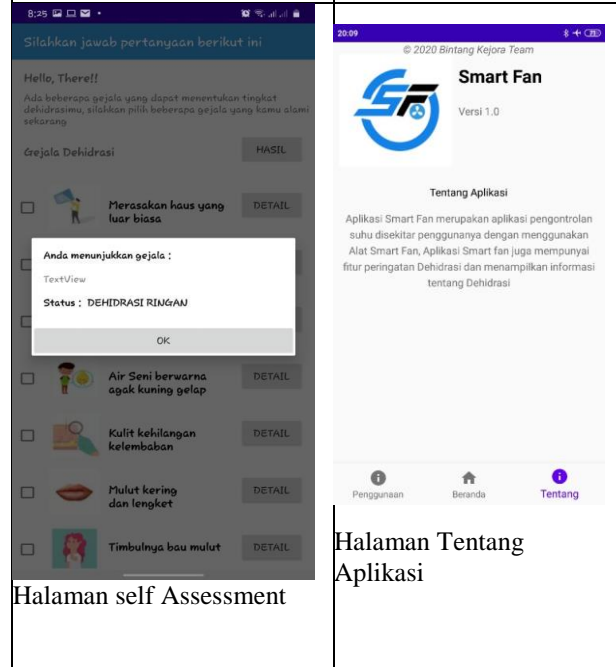 8:25
Silahkan jawab pertanyaan berikut ini
Hello, There!!
Ada beberapa gejala yang dapat menentukan tingkat
dehidrasimu, silahkan pilih beberapa gejala yang kamu alami
sekarang
Gejala Dehidrasi
HASIL
Merasakan haus yang
luar biasa
DETAIL
Anda menunjukkan gejala :
TextView
Status : DEHIDRASI RINGAN
OK
Air Seni berwarna
agak kuning gelap
DETAIL
Kulit kehilangan
kelembaban
DETAIL
Mulut kering
dan lengket
DETAIL
Timbulnya bau mulut
DETAIL
Halaman self Assessment
20:09
© 2020 Bintang Kejora Team
SF
Smart Fan
Versi 1.0
Tentang Aplikasi
Aplikasi Smart Fan merupakan aplikasi pengontrolan
suhu disekitar penggunanya dengan menggunakan
Alat Smart Fan, Aplikasi Smart fan juga mempunyai
fitur peringatan Dehidrasi dan menampilkan informasi
tentang Dehidrasi
Penggunaan
Beranda
Tentang
Halaman Tentang
Aplikasi